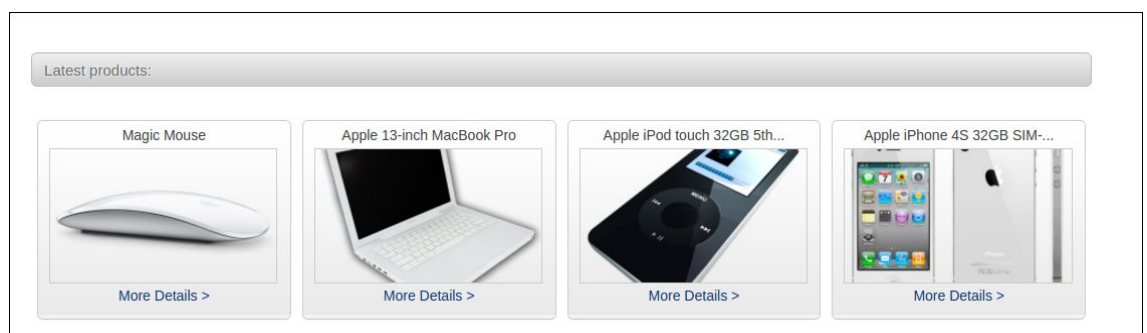 Latest products:
Magic Mouse
Apple 13-inch MacBook Pro
Apple iPod touch 32GB 5th...
Apple iPhone 4S 32GB SIM-...
MENU
More Details >
More Details >
More Details >
More Details >